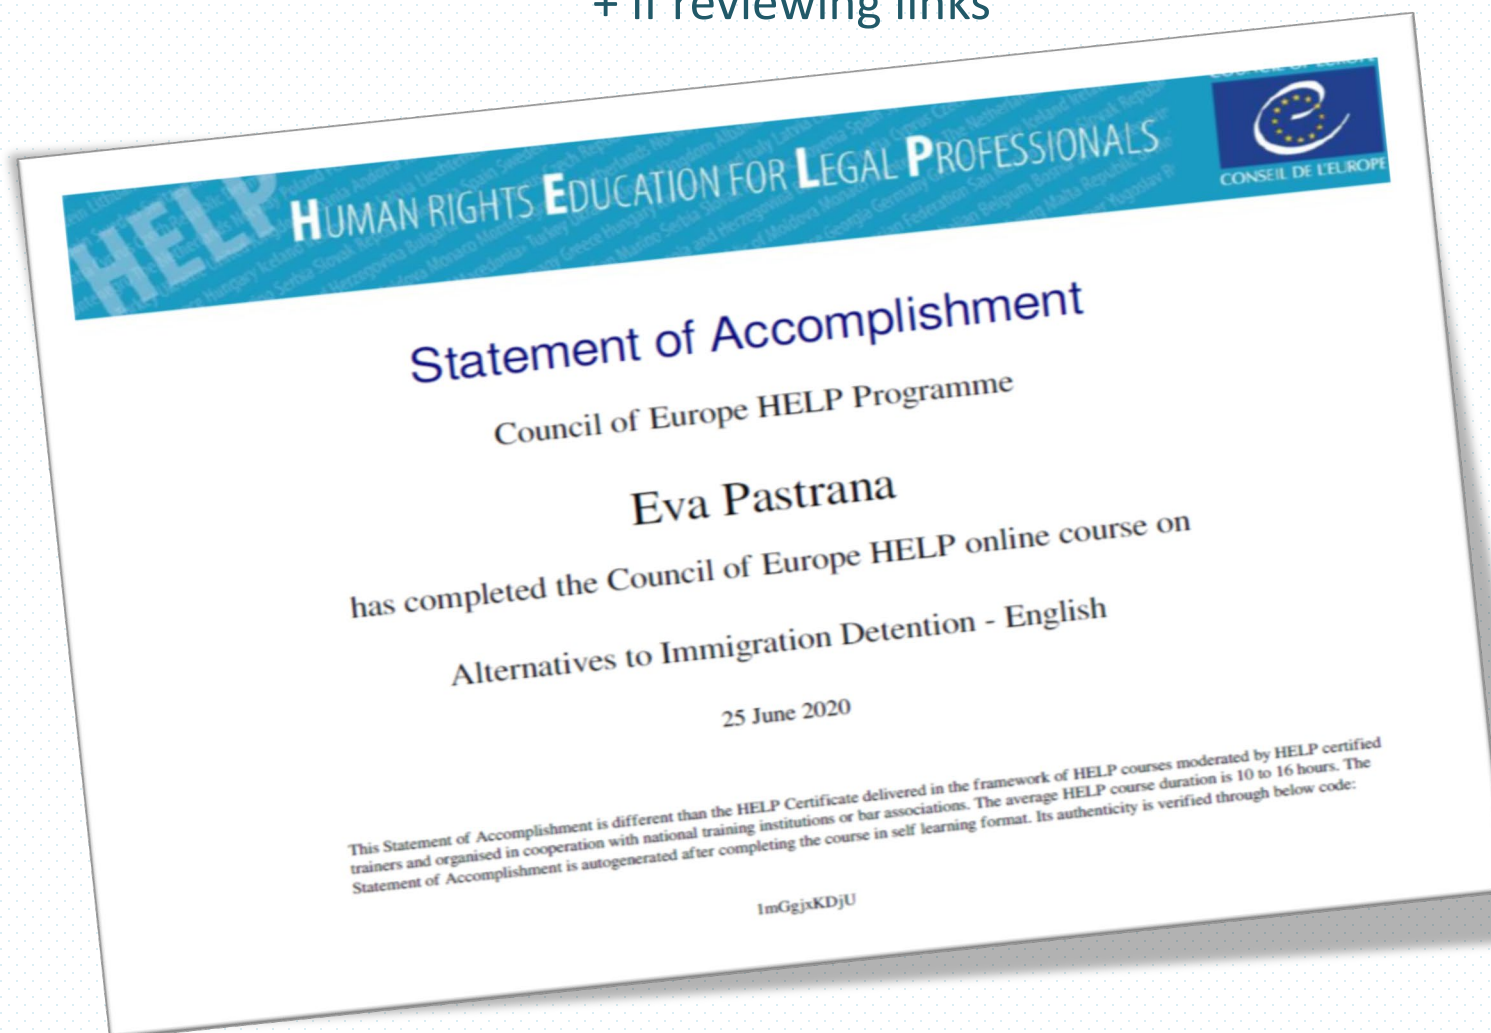 + if reviewing links
HELP
HUMAN RIGHTS EDUCATION FOR LEGAL PROFESSIONALS
CONSEIL DE L'EUROPE
Statement of Accomplishment
Council of Europe HELP Programme
Eva Pastrana
has completed the Council of Europe HELP online course on
Alternatives to Immigration Detention - English
25 June 2020
This Statement of Accomplishment is different than the HELP Certificate delivered in the framework of HELP courses moderated by HELP certified
trainers and organised in cooperation with national training institutions or bar associations. The average HELP course duration is 10 to 16 hours. The
Statement of Accomplishment is autogenerated after completing the course in self learning format. Its authenticity is verified through below code:
1mGgjxKDjU